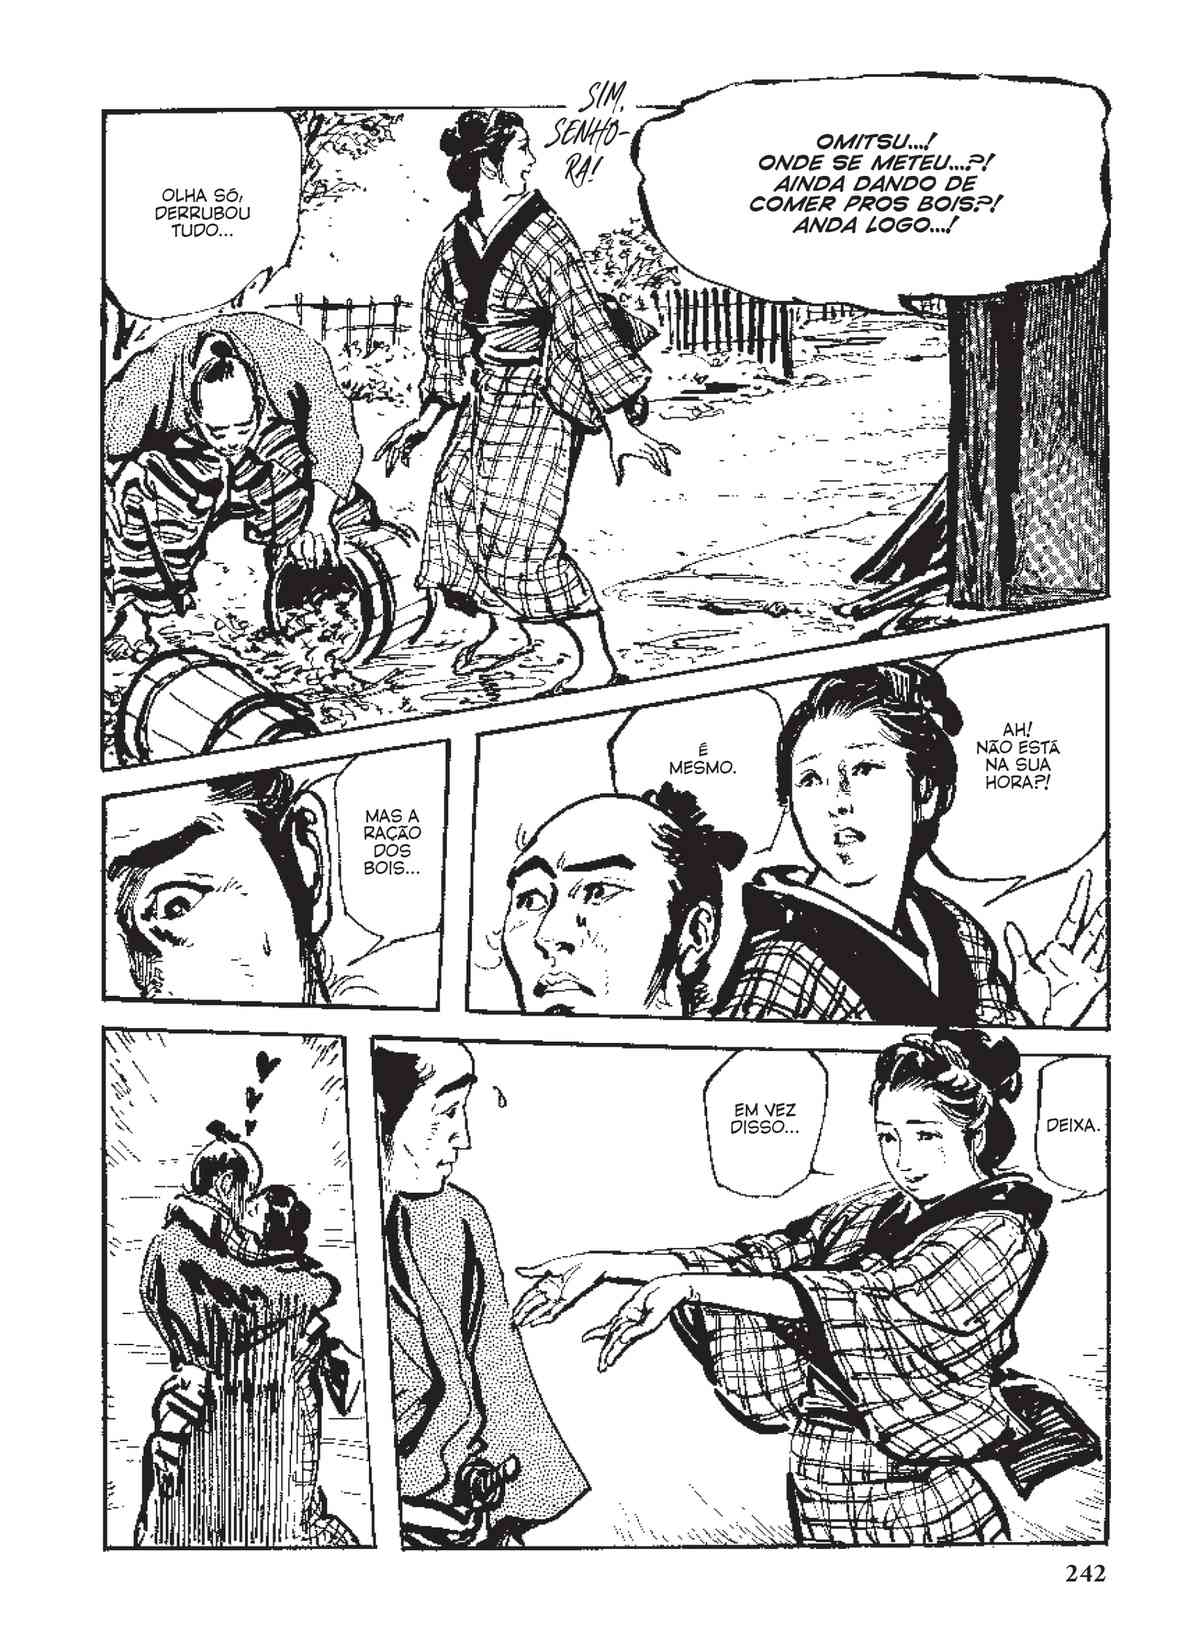 OMITSU...!
ONDE SE METEU...?!
AINDA DANDO DE
COMER PROS BOIS?!
ANDA LOGO...!
SIM,
SENHO-
RA!
OLHA SÓ,
DERRUBOU
TUDO...
AH!
NÃO ESTÁ
NA SUA
HORA?!
É
MESMO.
MAS A
RAÇÃO
DOS
BOIS...
DEIXA.
EM VEZ
DISSO...
242